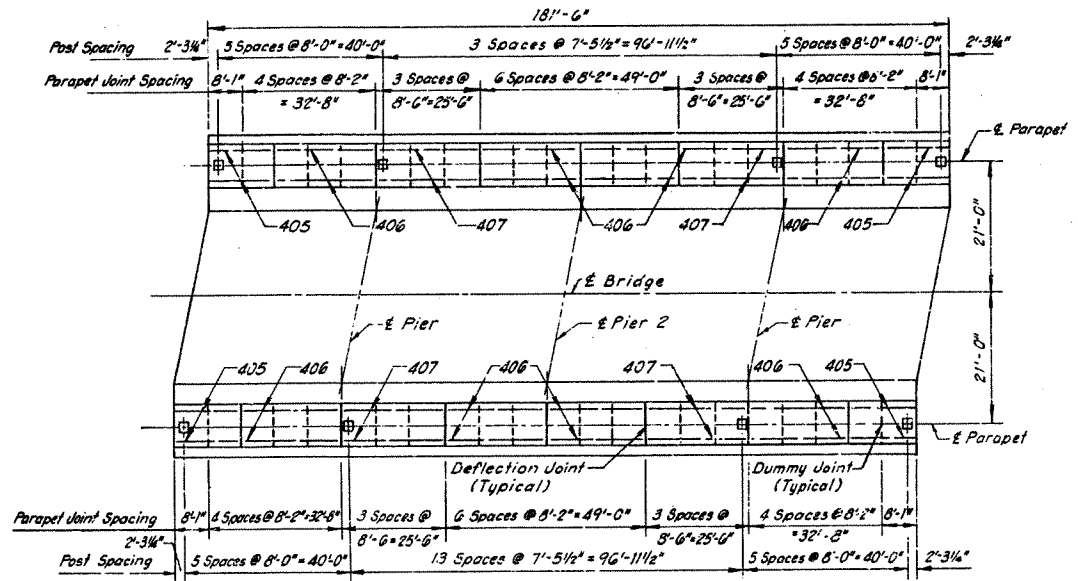 181'-6"
Post Spacing 2'-3¼" 5 Spaces @ 8'-0"=40'-0" 3 Spaces @ 7'-5½"=96'-11½" 5 Spaces @ 8'-0"=40'-0" 2'-3¼"
Parapet Joint Spacing 8'-1" 4 Spaces @ 8'-2" 3 Spaces @ 6 Spaces @ 8'-2"=49'-0" 3 Spaces @ 4 Spaces @ 8'-2" 8'-1"
= 32'-8" 8'-6"=25'-6" 8'-6"=25'-6" = 32'-8"
℄ Parapet
405 406 407 406 407 406 405
21'-0"
℄ Bridge
℄ Pier ℄ Pier 2 ℄ Pier
21'-0"
405 406 407 406 407 406 405
℄ Parapet
Deflection Joint Dummy Joint
(Typical) (Typical)
Parapet Joint Spacing 8'-1" 4 Spaces @ 8'-2"=32'-8" 3 Spaces @ 6 Spaces @ 8'-2"=49'-0" 3 Spaces @ 4 Spaces @ 8'-2" 8'-1"
2'-3¼" 8'-6=25'-6" 8'-6"=25'-6" =32'-8"
Post Spacing 5 Spaces @ 8'-0"=40'-0" 13 Spaces @ 7'-5½"= 96'-11½" 5 Spaces @ 8'-0"=40'-0" 2'-3¼"